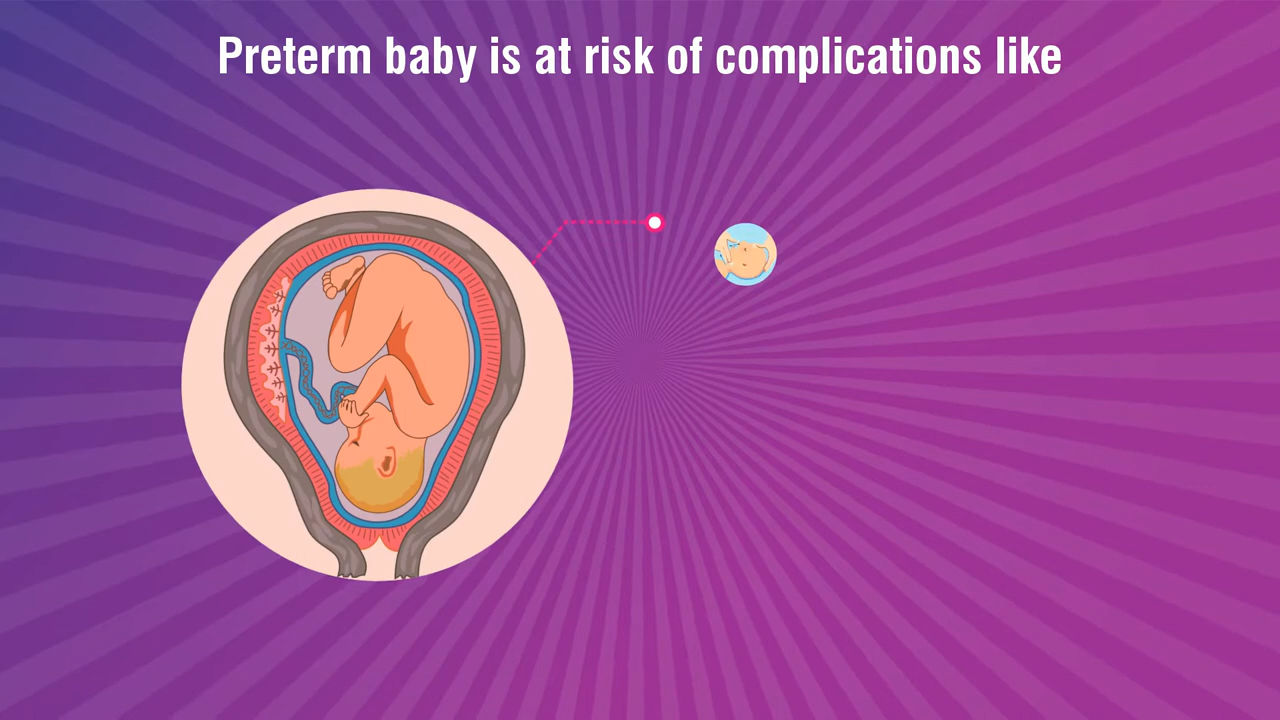 Preterm baby is at risk of complications like